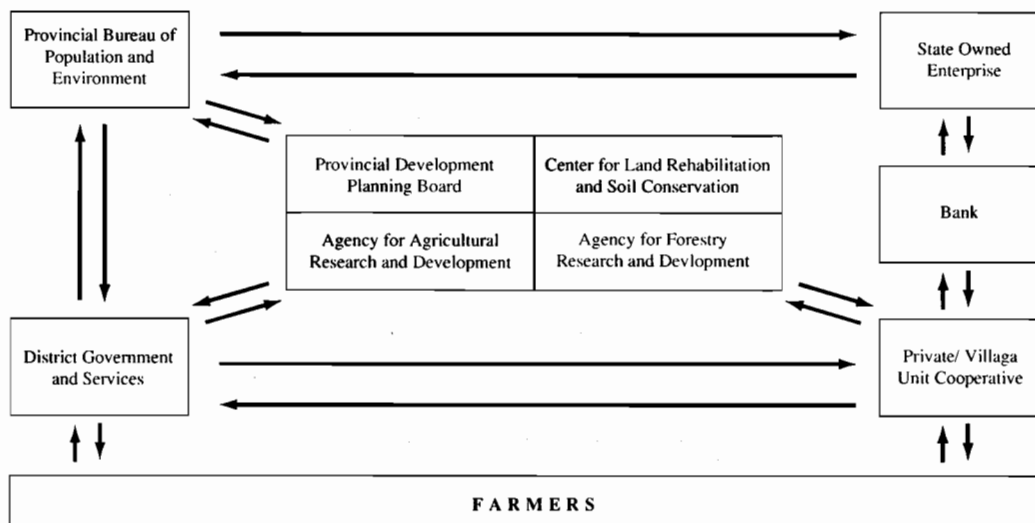 Provincial Bureau of
Population and
Environment
State Owned
Enterprise
Provincial Development
Planning Board
Center for Land Rehabilitation
and Soil Conservation
Bank
Agency for Agricultural
Research and Development
Agency for Forestry
Research and Devlopment
District Government
and Services
Private/ Villaga
Unit Cooperative
FARMERS